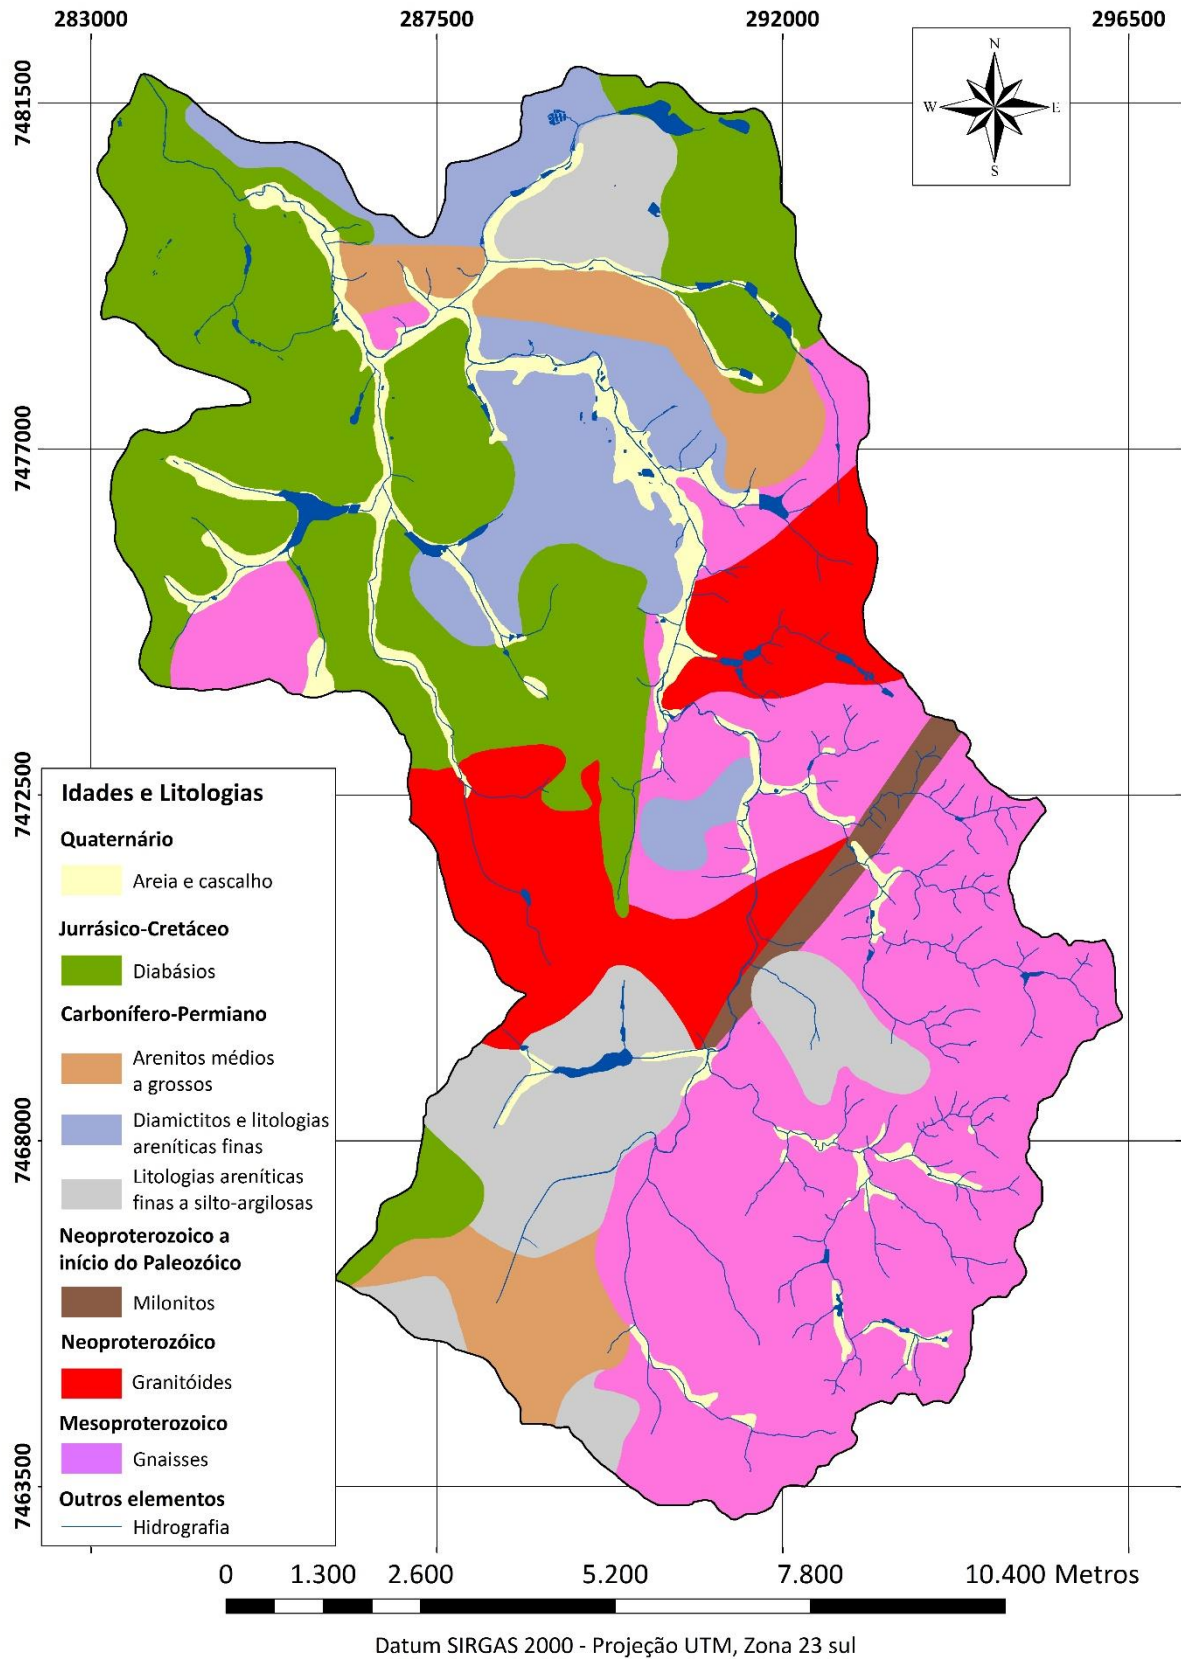 283000 287500 292000 296500
N
W E
S
7481500
7477000
7472500
7468000
7463500
Idades e Litologias
Quaternário
Areia e cascalho
Jurrásico-Cretáceo
Diabásios
Carbonífero-Permiano
Arenitos médios
a grossos
Diamictitos e litologias
areníticas finas
Litologias areníticas
finas a silto-argilosas
Neoproterozoico a
início do Paleozóico
Milonitos
Neoproterozóico
Granitóides
Mesoproterozoico
Gnaisses
Outros elementos
Hidrografia
0 1.300 2.600 5.200 7.800 10.400 Metros
Datum SIRGAS 2000 - Projeção UTM, Zona 23 sul